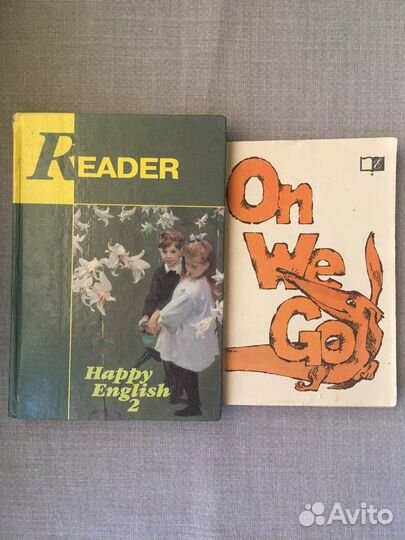 READER
Happy
English
2
On
We
Go
Avito